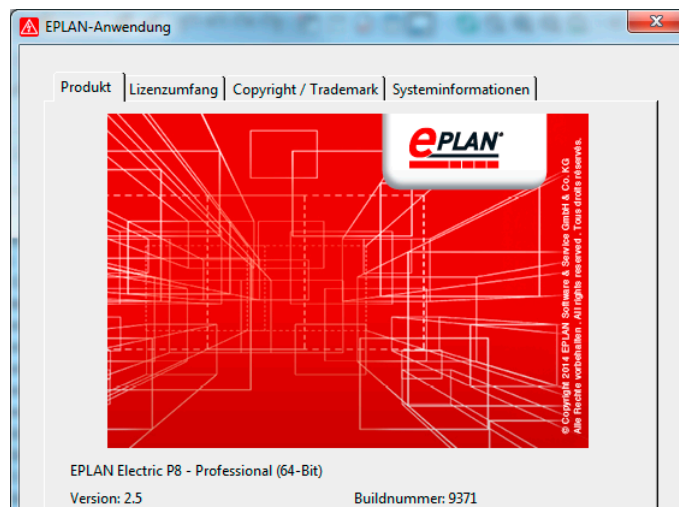 EPLAN-Anwendung
Produkt Lizenzumfang Copyright / Trademark Systeminformationen
ePLAN
© Copyright 2014 EPLAN Software & Service GmbH & Co. KG
Alle Rechte vorbehalten . All rights reserved . Tous droits réservés.
EPLAN Electric P8 - Professional (64-Bit)
Version: 2.5 Buildnummer: 9371